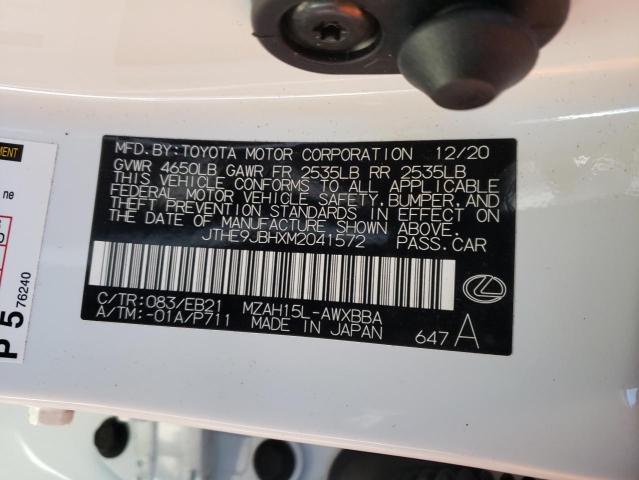 MFD.BY:TOYOTA MOTOR CORPORATION 12/20
GVWR 4650LB GAWR FR 2535LB RR 2535LB
THIS VEHICLE CONFORMS TO ALL APPLICABLE
FEDERAL MOTOR VEHICLE SAFETY,BUMPER,AND
THEFT PREVENTION STANDARDS IN EFFECT ON
THE DATE OF MANUFACTURE SHOWN ABOVE.
JTHE9JBHXM2041572 PASS.CAR
C/TR:083/EB21 MZAH15L-AWXBBA
A/TM:-01A/P711 MADE IN JAPAN
647A
ne
P 5
76240